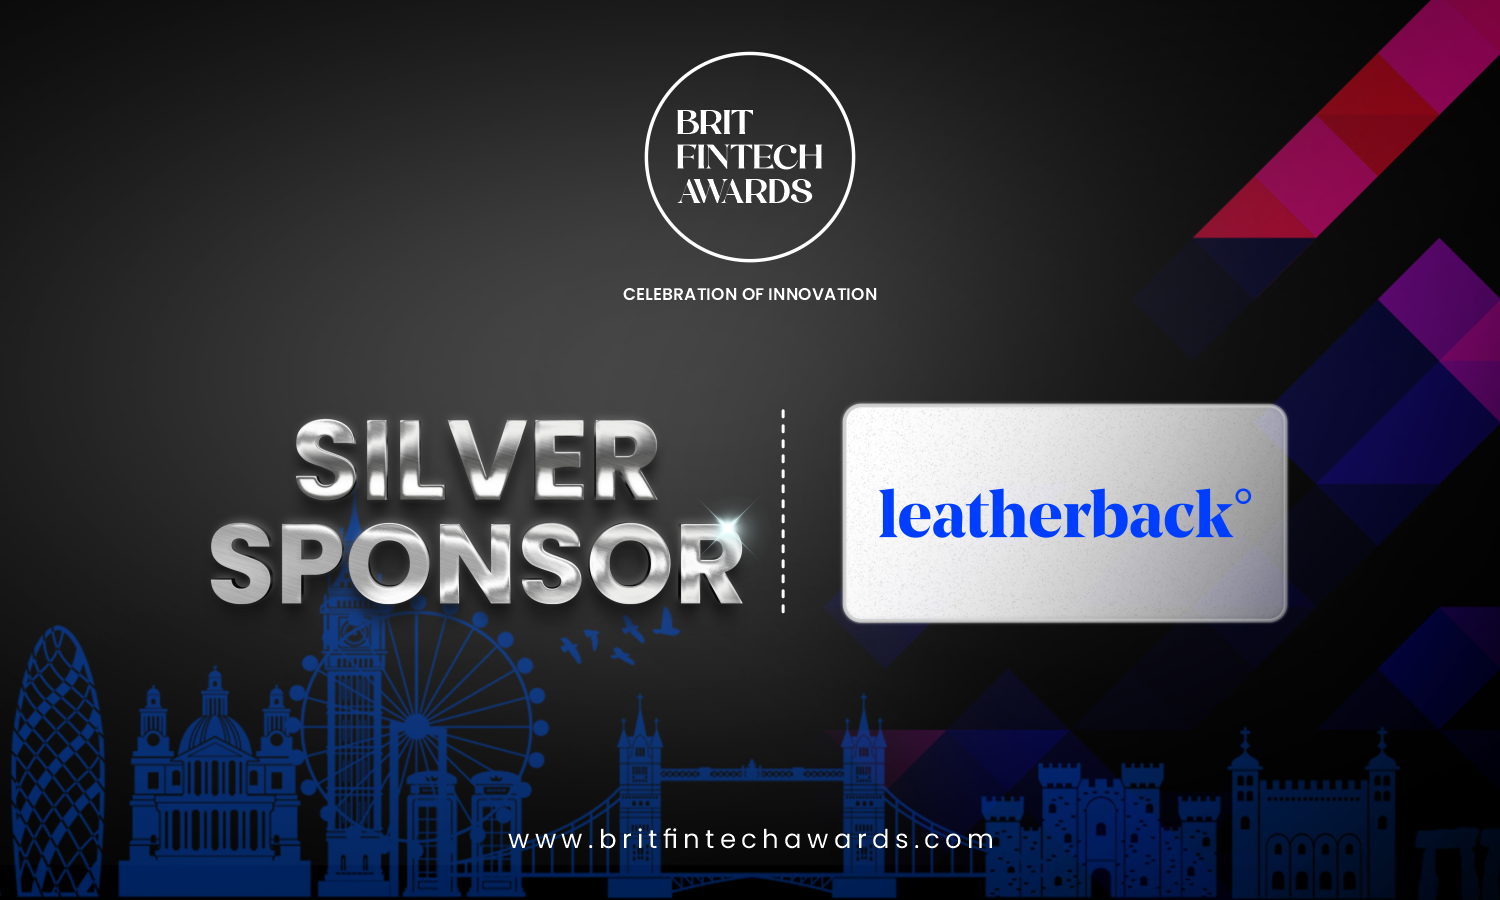 BRIT
FINTECH
AWARDS
CELEBRATION OF INNOVATION
SILVER
SPONSOR
leatherback°
www.britfintechawards.com